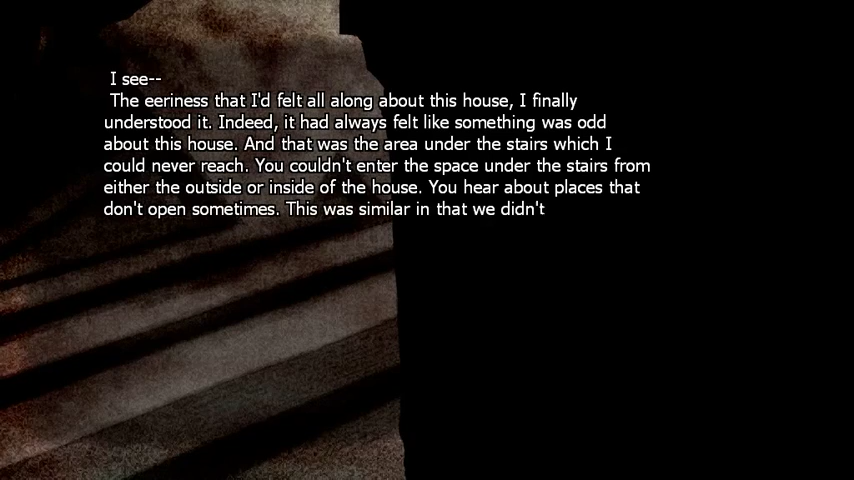 I see--
The eeriness that I'd felt all along about this house, I finally
understood it. Indeed, it had always felt like something was odd
about this house. And that was the area under the stairs which I
could never reach. You couldn't enter the space under the stairs from
either the outside or inside of the house. You hear about places that
don't open sometimes. This was similar in that we didn't